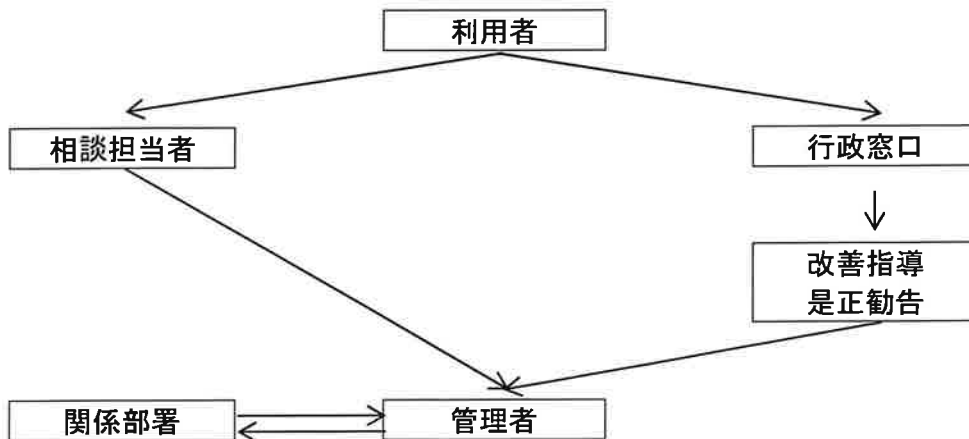 利用者
相談担当者
行政窓口
改善指導
是正勧告
関係部署
管理者